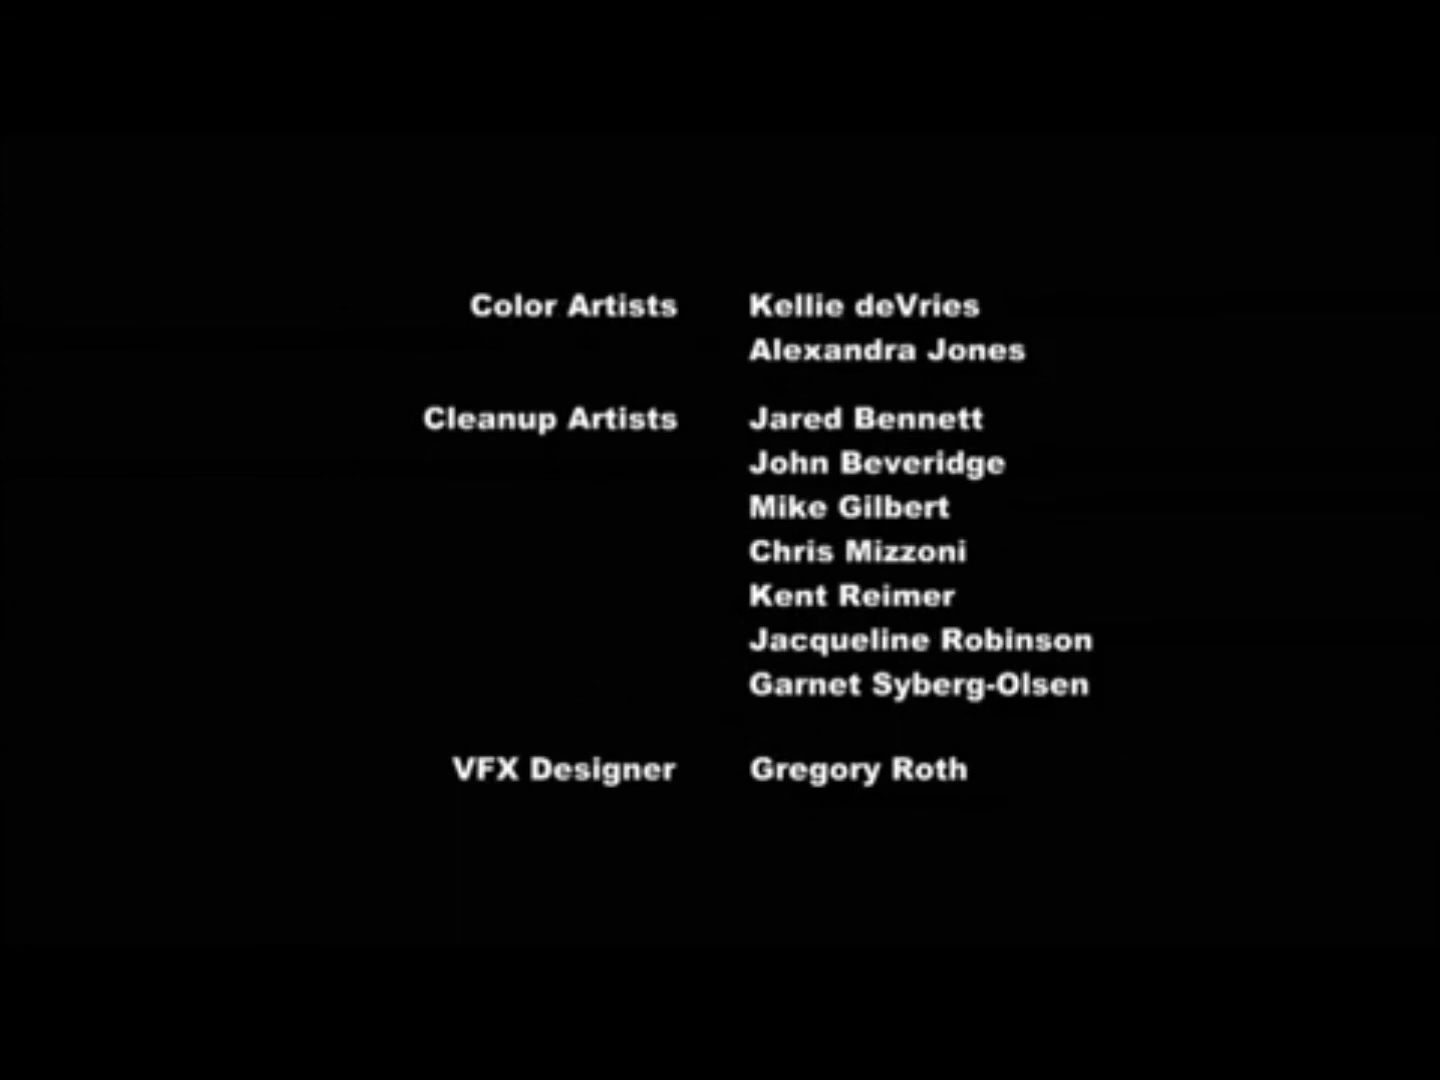 Color Artists Kellie deVries
Alexandra Jones
Cleanup Artists Jared Bennett
John Beveridge
Mike Gilbert
Chris Mizzoni
Kent Reimer
Jacqueline Robinson
Garnet Syberg-Olsen
VFX Designer Gregory Roth